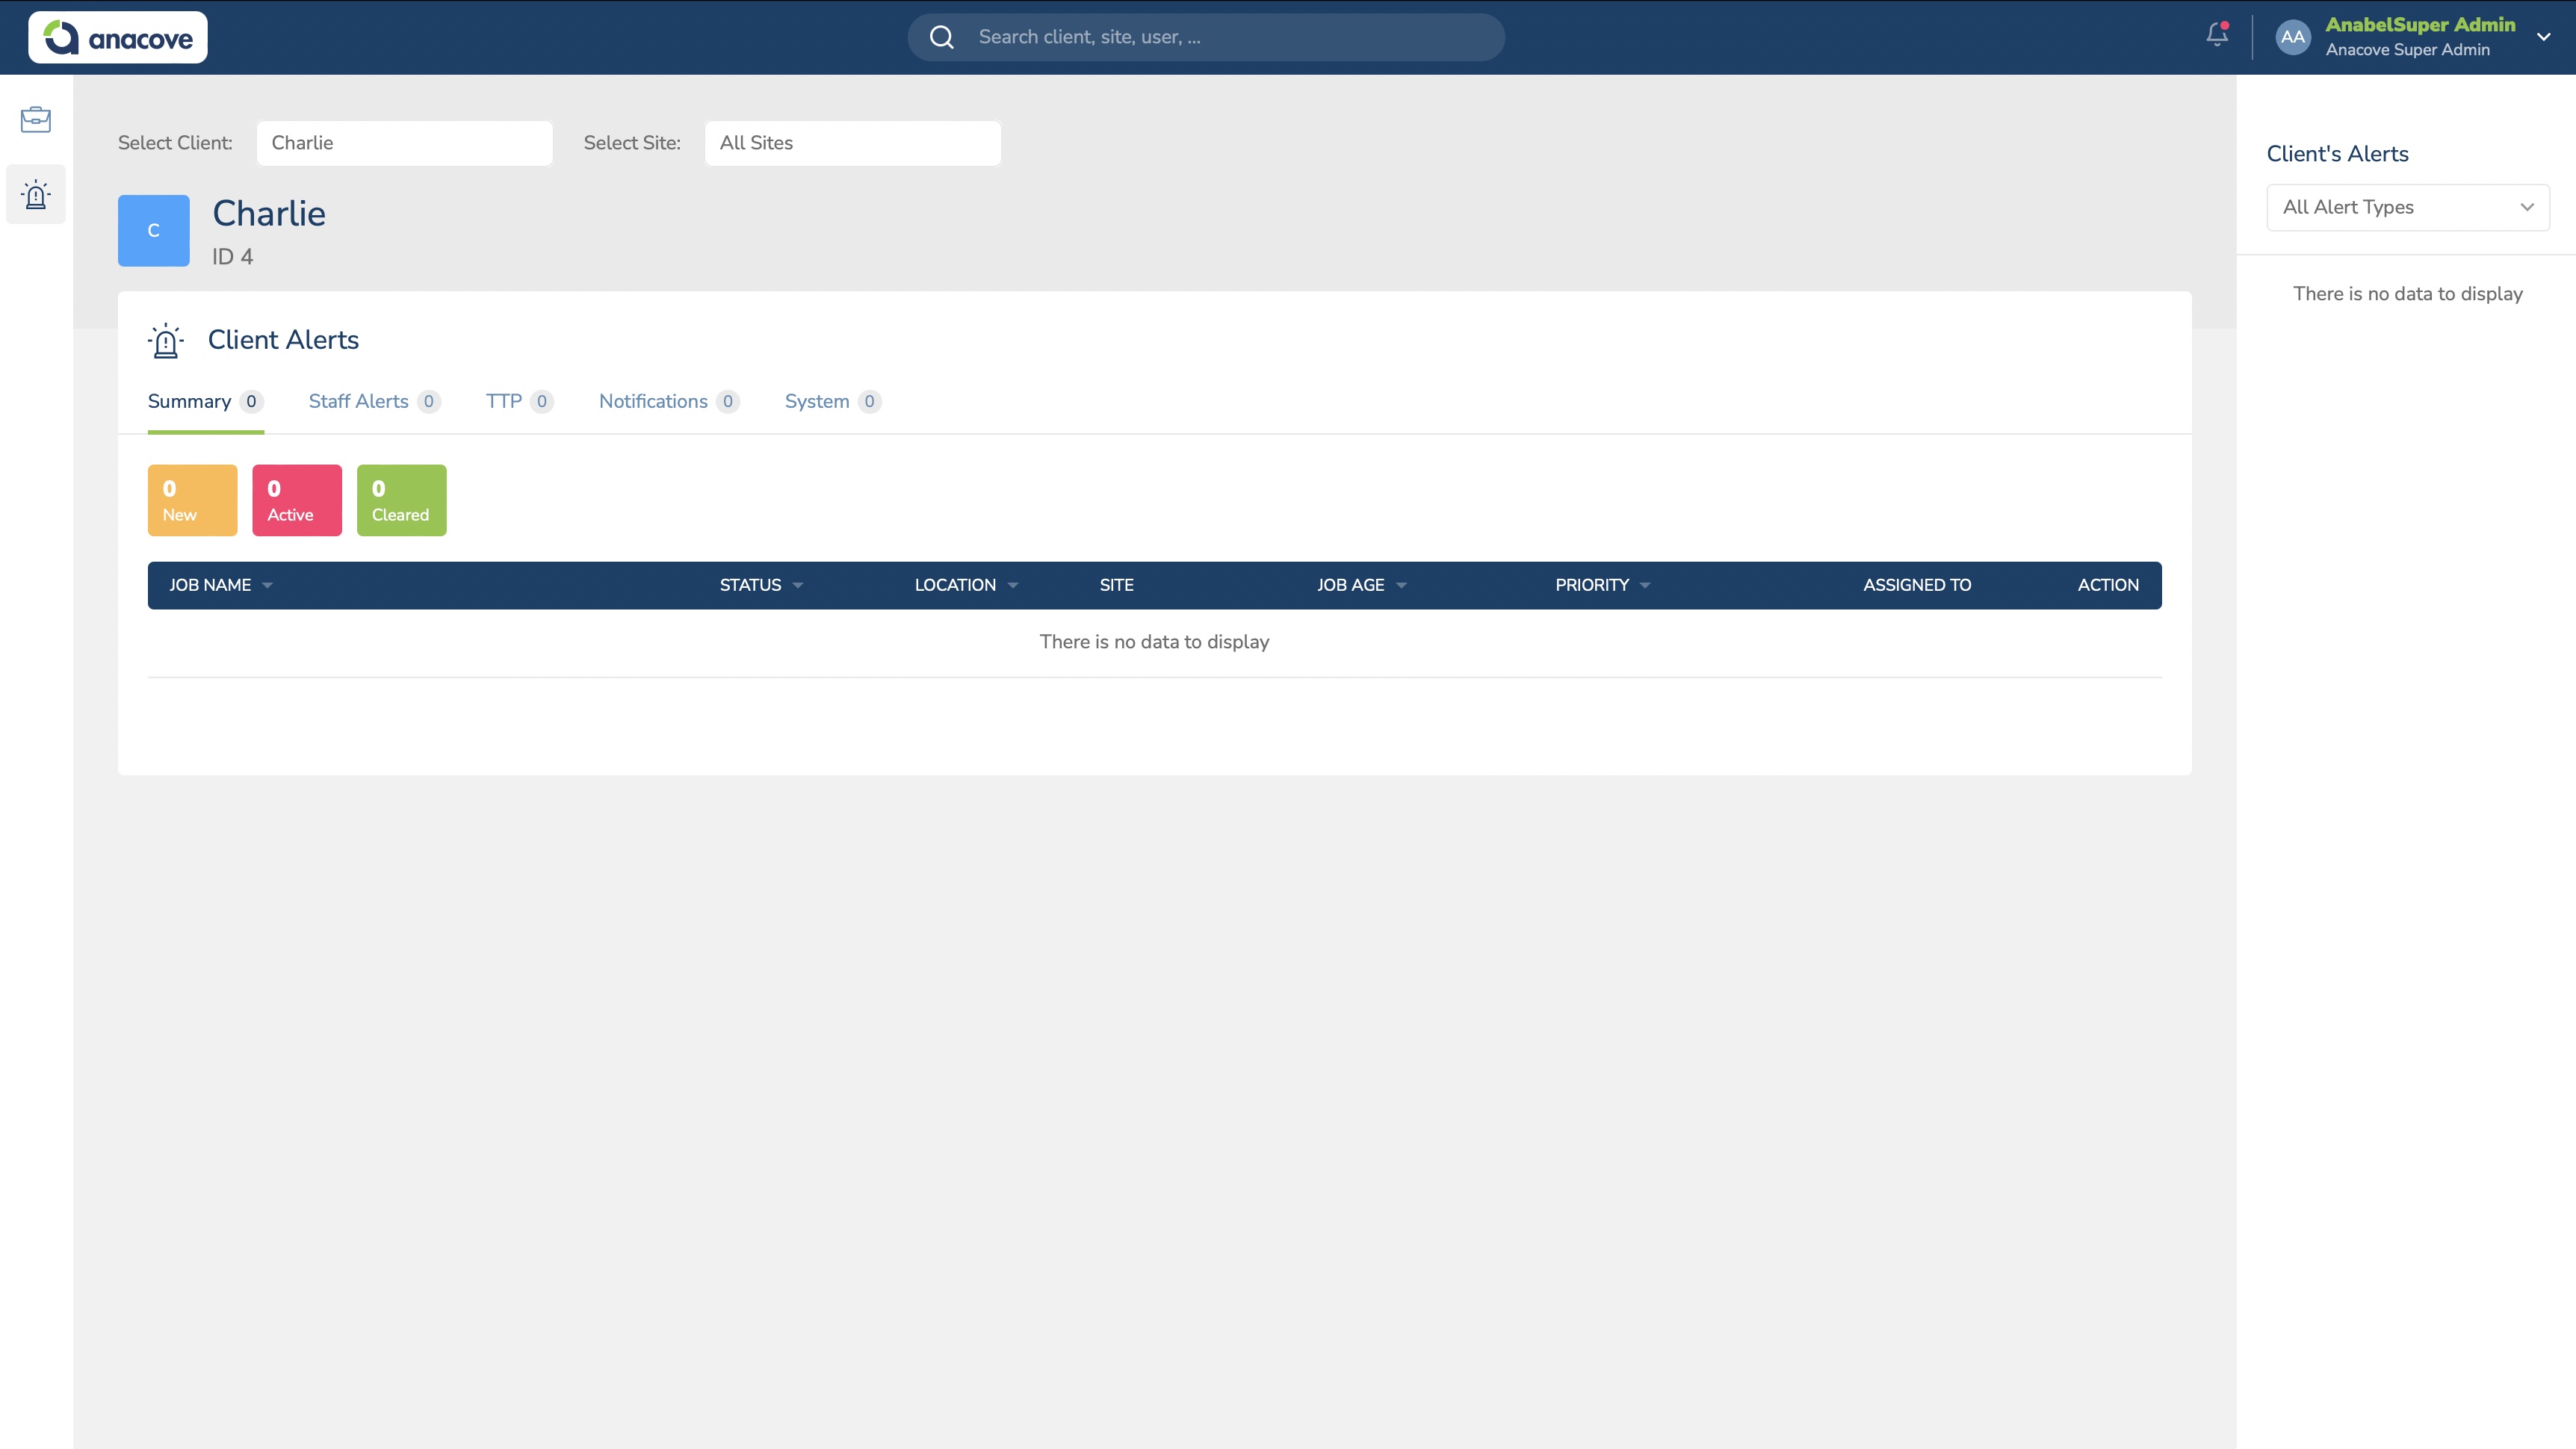 anacove
Search client, site, user, ...
AA
AnabelSuper Admin
Anacove Super Admin
Select Client:
Charlie
Select Site:
All Sites
C
Charlie
ID 4
Client Alerts
Summary 0
Staff Alerts 0
TTP 0
Notifications 0
System 0
0
New
0
Active
0
Cleared
JOB NAME
STATUS
LOCATION
SITE
JOB AGE
PRIORITY
ASSIGNED TO
ACTION
There is no data to display
Client's Alerts
All Alert Types
There is no data to display